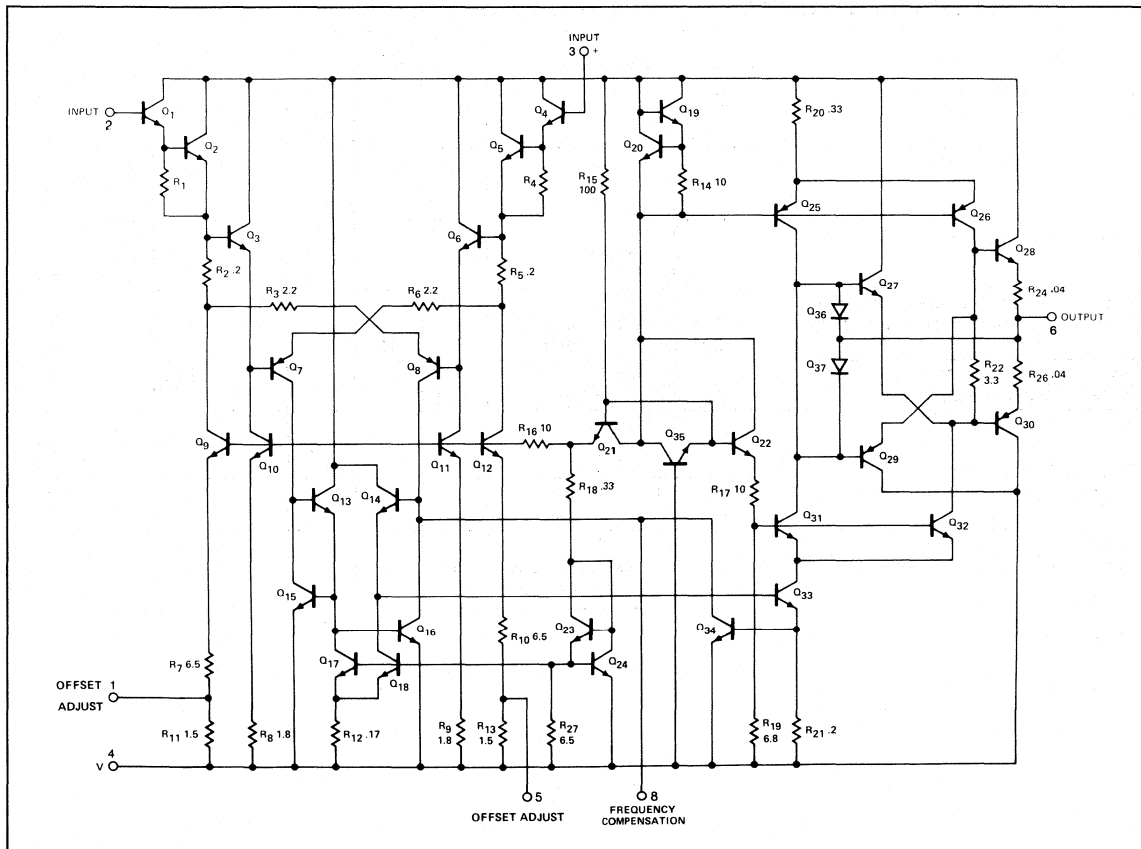 INPUT
3 +
INPUT
2
Q1
Q2
R1
Q3
R2 .2
R3 2.2
R6 2.2
Q4
Q5
R4
Q6
R5 .2
R15
100
Q19
Q20
R14 10
R20 .33
Q25
Q26
Q28
R24 .04
Q27
Q36
OUTPUT
6
Q37
R22
3.3
R26 .04
Q7
Q8
Q9
Q10
Q11
Q12
R16 10
Q21
Q35
Q22
Q29
Q30
R18 .33
R17 10
Q13
Q14
Q31
Q32
Q15
Q16
R10 6.5
Q23
Q24
Q33
Q34
Q17
Q18
R7 6.5
OFFSET 1
ADJUST
R11 1.5
R8 1.8
R12 .17
R9
1.8
R13
1.5
R27
6.5
R19
6.8
R21 .2
4
V
5
OFFSET ADJUST
8
FREQUENCY
COMPENSATION